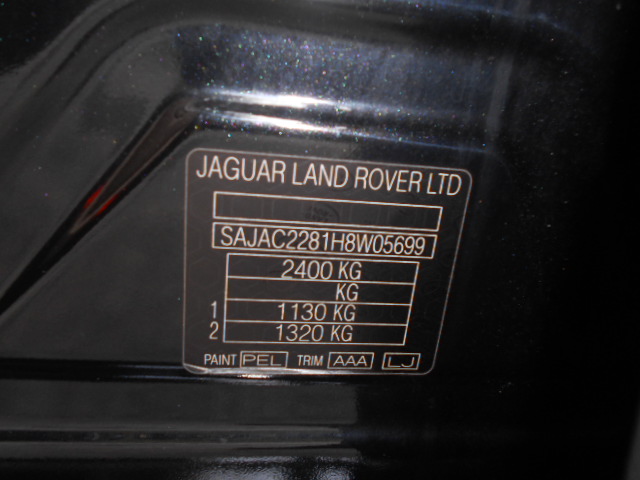 JAGUAR LAND ROVER LTD
SAJAC2281H8W05699
2400 KG
KG
1 1130 KG
2 1320 KG
PAINT PEL TRIM AAA LJ